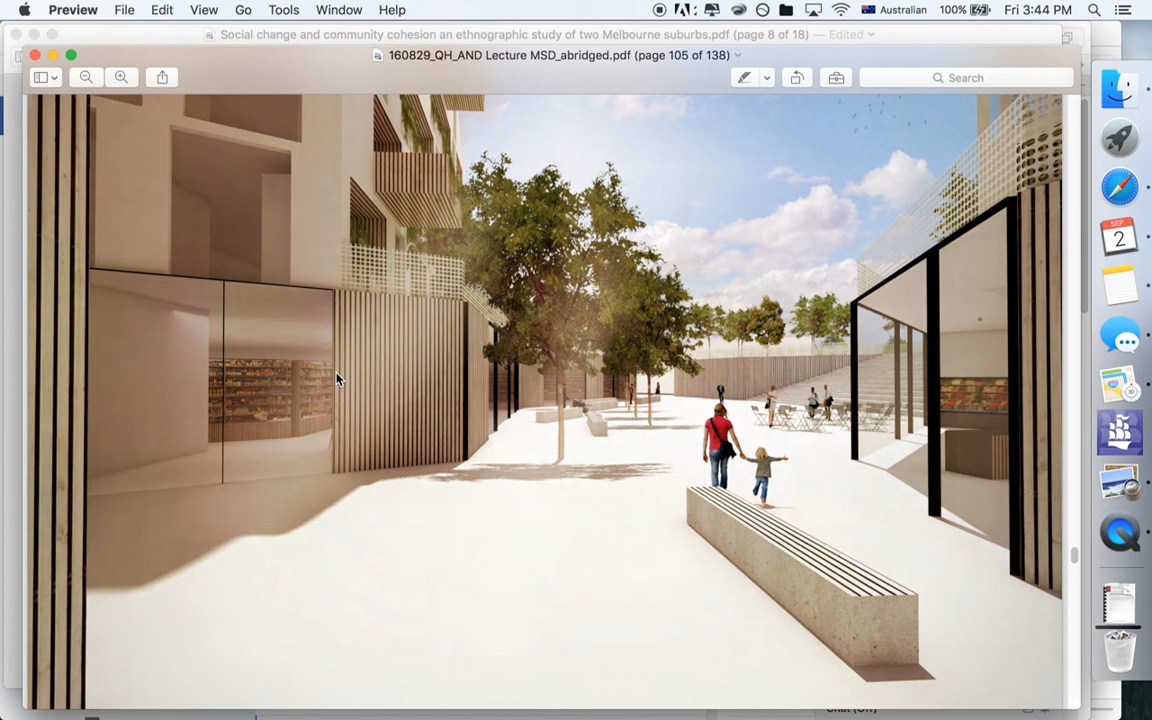 Preview File Edit View Go Tools Window Help Australian 100% Fri 3:44 PM
Social change and community cohesion an ethnographic study of two Melbourne suburbs.pdf (page 8 of 18) — Edited
160829_QH_AND Lecture MSD_abridged.pdf (page 105 of 138)
Search
SEP
2